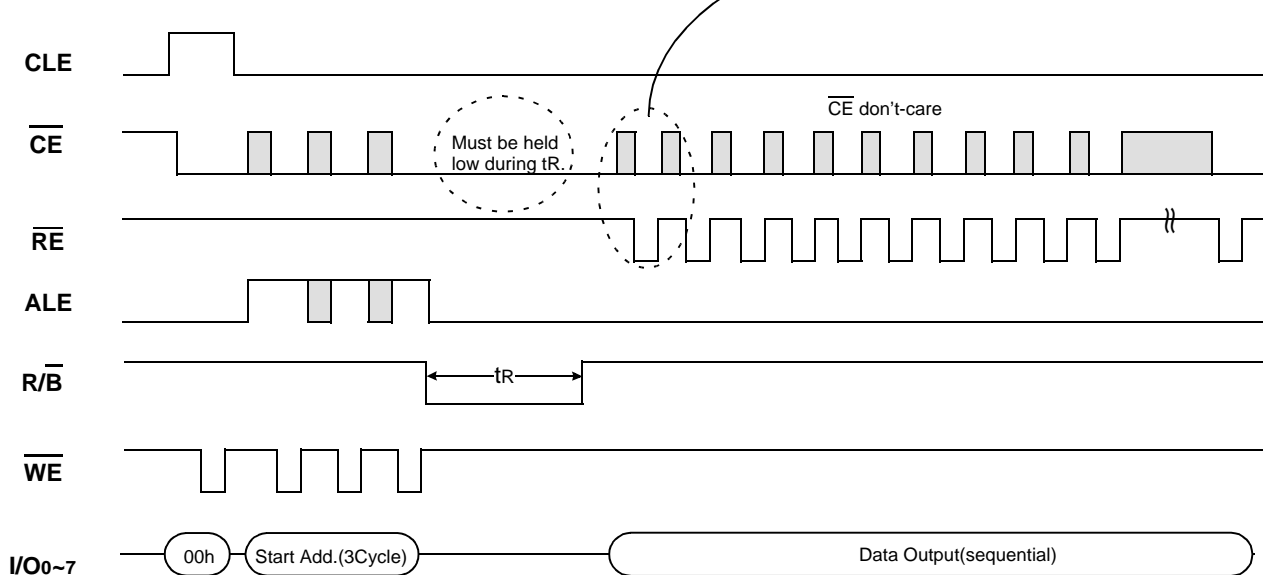 CLE
CE
CE don't-care
Must be held
low during tR.
RE
ALE
R/B
tR
WE
I/O0~7
00h
Start Add.(3Cycle)
Data Output(sequential)